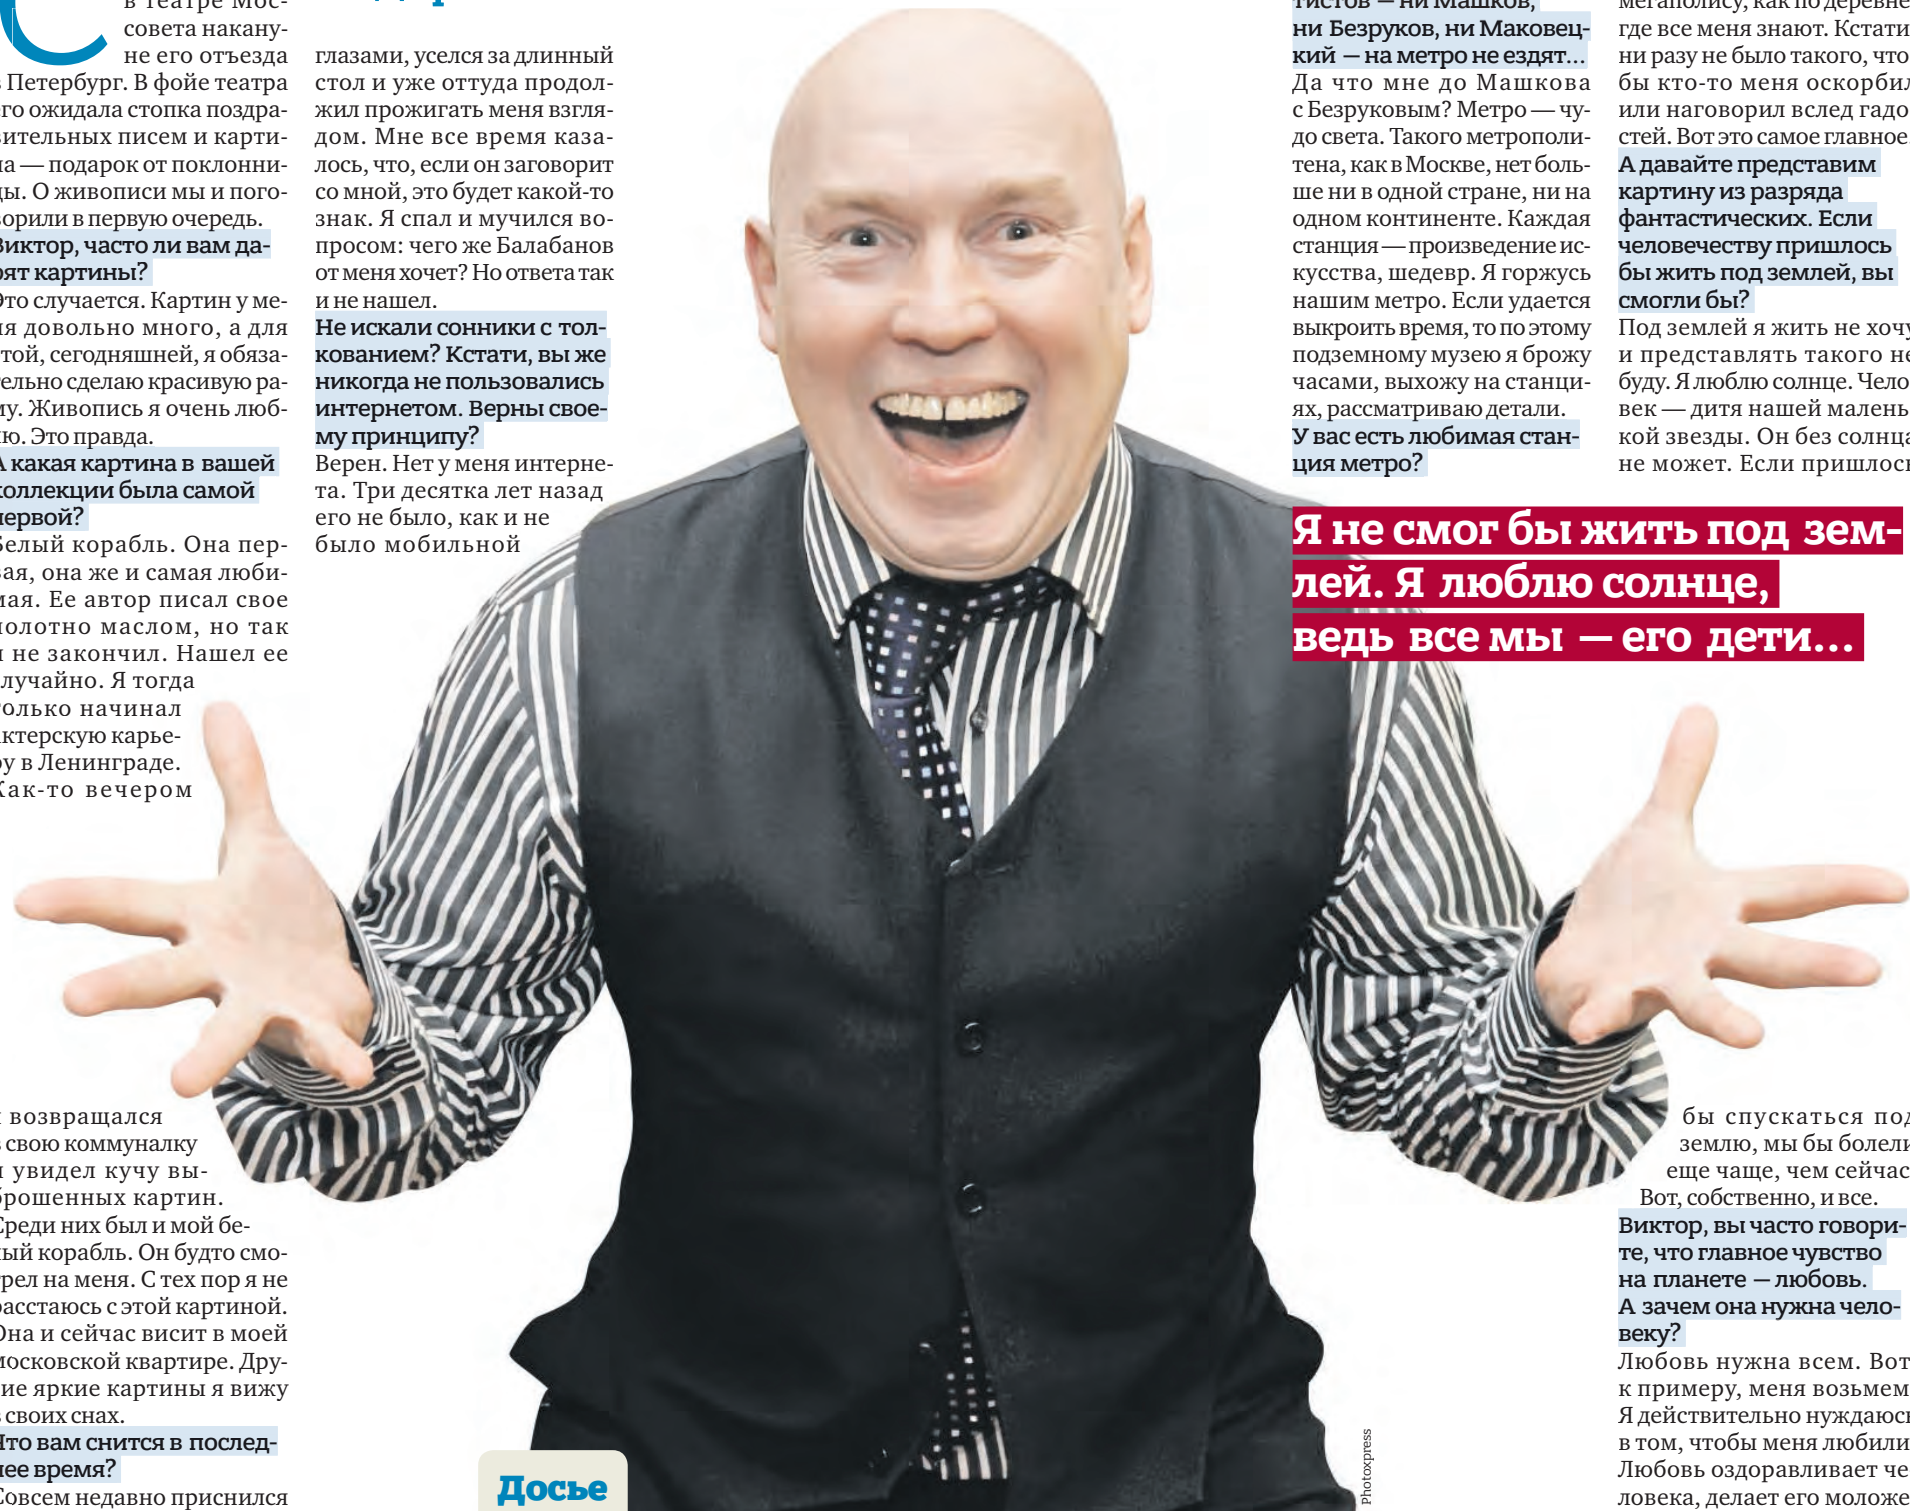 в театре Мос-
совета накану-
не его отъезда
в Петербург. В фойе театра
его ожидала стопка поздра-
вительных писем и карти-
на — подарок от поклонни-
цы. О живописи мы и пого-
ворили в первую очередь.
Виктор, часто ли вам да-
рят картины?
Это случается. Картин у ме-
ня довольно много, а для
этой, сегодняшней, я обяза-
тельно сделаю красивую ра-
му. Живопись я очень люб-
лю. Это правда.
А какая картина в вашей
коллекции была самой
первой?
Белый корабль. Она пер-
вая, она же и самая люби-
мая. Ее автор писал свое
полотно маслом, но так
и не закончил. Нашел ее
случайно. Я тогда
только начинал
актерскую карье-
ру в Ленинграде.
Как-то вечером
я возвращался
в свою коммуналку
и увидел кучу вы-
брошенных картин.
Среди них был и мой бе-
лый корабль. Он будто смо-
трел на меня. С тех пор я не
расстаюсь с этой картиной.
Она и сейчас висит в моей
московской квартире. Дру-
гие яркие картины я вижу
в своих снах.
Что вам снится в послед-
нее время?
Совсем недавно приснился
глазами, уселся за длинный
стол и уже оттуда продол-
жил прожигать меня взгля-
дом. Мне все время каза-
лось, что, если он заговорит
со мной, это будет какой-то
знак. Я спал и мучился во-
просом: чего же Балабанов
от меня хочет? Но ответа так
и не нашел.
Не искали сонники с тол-
кованием? Кстати, вы же
никогда не пользовались
интернетом. Верны свое-
му принципу?
Верен. Нет у меня интерне-
та. Три десятка лет назад
его не было, как и не
было мобильной
Досье
тистов — ни Машков,
ни Безруков, ни Маковец-
кий — на метро не ездят...
Да что мне до Машкова
с Безруковым? Метро — чу-
до света. Такого метрополи-
тена, как в Москве, нет боль-
ше ни в одной стране, ни на
одном континенте. Каждая
станция — произведение ис-
кусства, шедевр. Я горжусь
нашим метро. Если удается
выкроить время, то по этому
подземному музею я брожу
часами, выхожу на станци-
ях, рассматриваю детали.
У вас есть любимая стан-
ция метро?
Я не смог бы жить под зем-
лей. Я люблю солнце,
ведь все мы — его дети...
Photoxpress
мегаполису, как по деревне,
где все меня знают. Кстати,
ни разу не было такого, что-
бы кто-то меня оскорбил
или наговорил вслед гадо-
стей. Вот это самое главное.
А давайте представим
картину из разряда
фантастических. Если
человечеству пришлось
бы жить под землей, вы
смогли бы?
Под землей я жить не хочу
и представлять такого не
буду. Я люблю солнце. Чело-
век — дитя нашей малень-
кой звезды. Он без солнца
не может. Если пришлось
бы спускаться под
землю, мы бы болели
еще чаще, чем сейчас.
Вот, собственно, и все.
Виктор, вы часто говори-
те, что главное чувство
на планете — любовь.
А зачем она нужна чело-
веку?
Любовь нужна всем. Вот,
к примеру, меня возьмем.
Я действительно нуждаюсь
в том, чтобы меня любили.
Любовь оздоравливает че-
ловека, делает его моложе